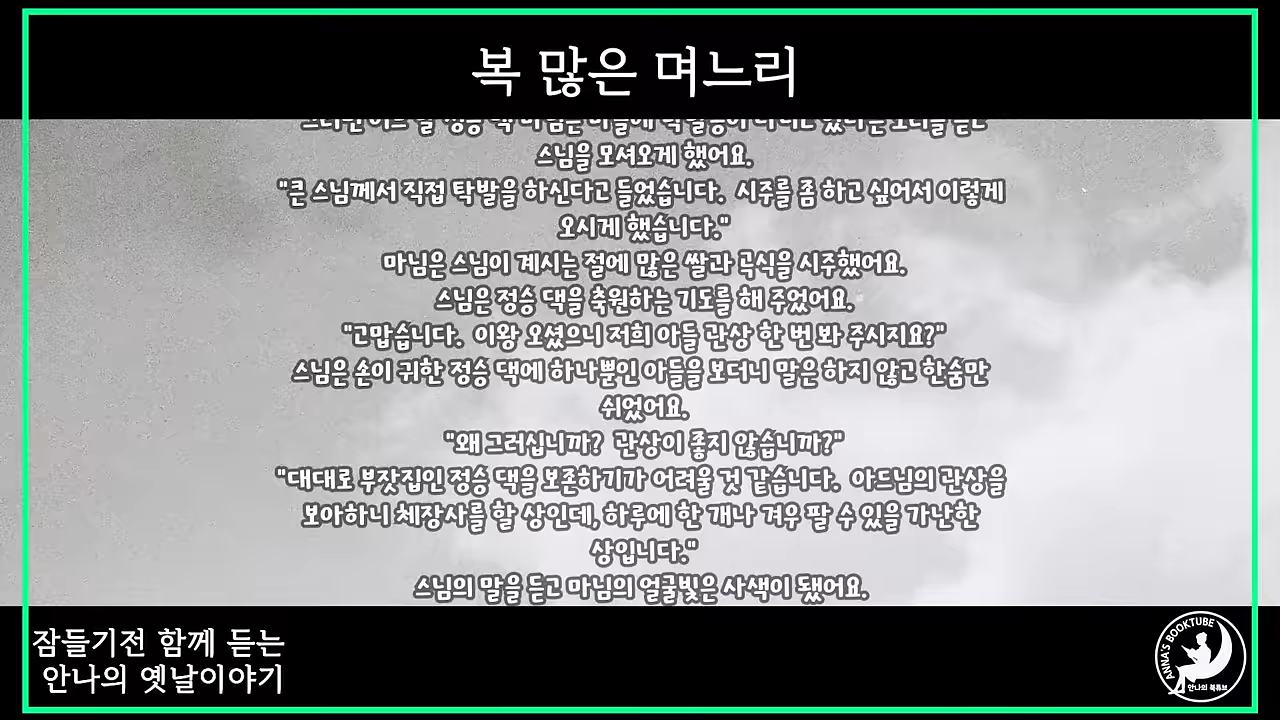 복 많은 며느리
스님을 모셔오게 했어요.
"큰 스님께서 직접 탁발을 하신다고 들었습니다. 시주를 좀 하고 싶어서 이렇게
오시게 했습니다."
마님은 스님이 계시는 절에 많은 쌀과 곡식을 시주했어요.
스님은 정승 댁을 축원하는 기도를 해 주었어요.
"고맙습니다. 이왕 오셨으니 저희 아들 관상 한 번 봐 주시지요?"
스님은 손이 귀한 정승 댁에 하나뿐인 아들을 보더니 말은 하지 않고 한숨만
쉬었어요.
"왜 그러십니까? 관상이 좋지 않습니까?"
"대대로 부잣집인 정승 댁을 보존하기가 어려울 것 같습니다. 아드님의 관상을
보아하니 체장사를 할 상인데, 하루에 한 개나 겨우 팔 수 있을 가난한
상입니다."
스님의 말을 듣고 마님의 얼굴빛은 사색이 됐어요.
잠들기전 함께 듣는
안나의 옛날이야기
ANNA'S BOOKTUBE
안나의 북튜브